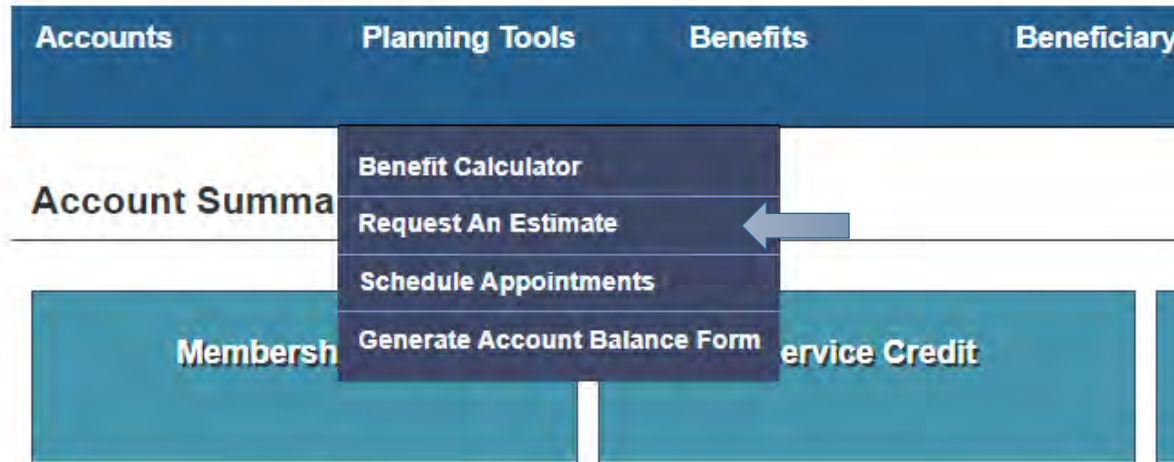 Accounts Planning Tools Benefits Beneficiary
Benefit Calculator
Account Summa
Request An Estimate
Schedule Appointments
Generate Account Balance Form
Membersh
ervice Credit